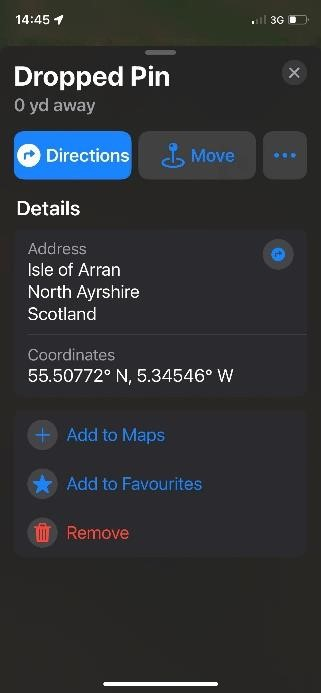 14:45
3G
Dropped Pin
0 yd away
Directions
Move
Details
Address
Isle of Arran
North Ayrshire
Scotland
Coordinates
55.50772° N, 5.34546° W
Add to Maps
Add to Favourites
Remove